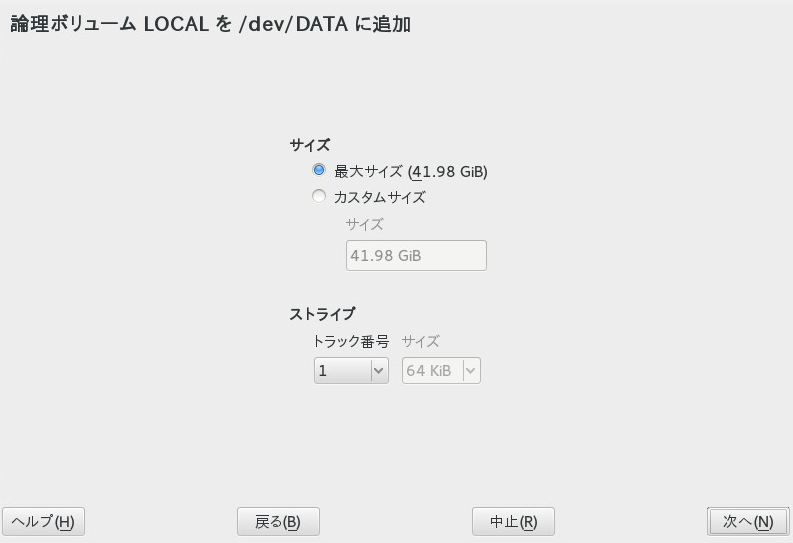 論理ボリューム LOCAL を /dev/DATA に追加
サイズ
最大サイズ (41.98 GiB)
カスタムサイズ
サイズ
41.98 GiB
ストライプ
トラック番号 サイズ
1 64 KiB
ヘルプ(H) 戻る(B) 中止(R) 次へ(N)